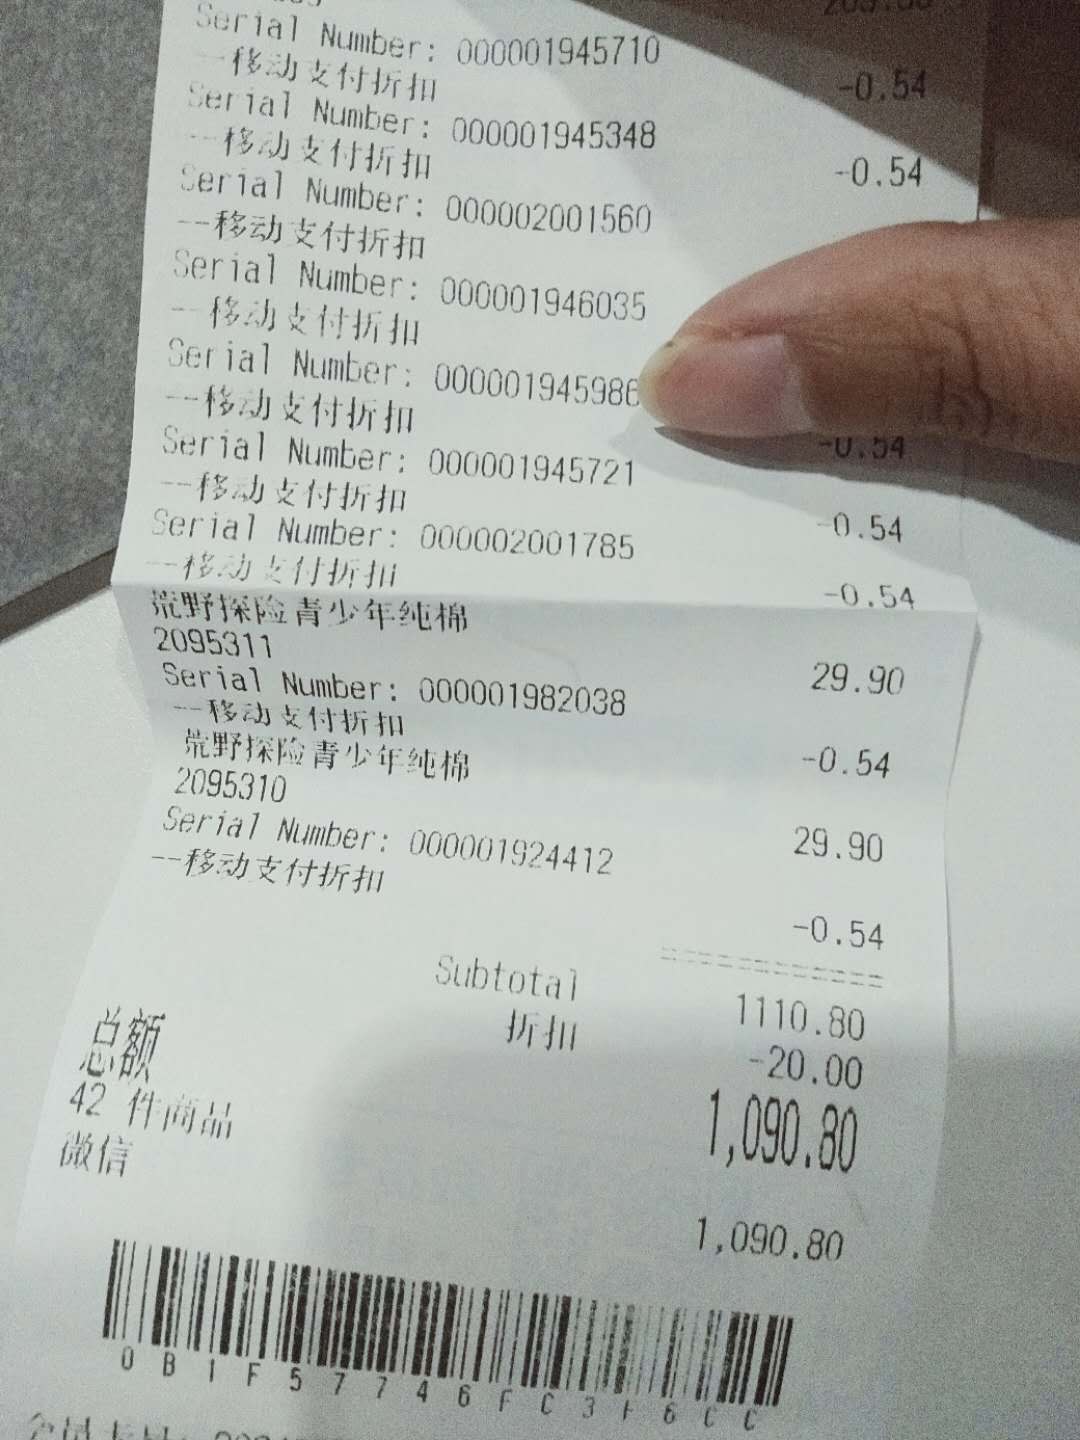 Serial Number: 000001945710
--移动支付折扣 -0.54
Serial Number: 000001945348
--移动支付折扣 -0.54
Serial Number: 000002001560
--移动支付折扣
Serial Number: 000001946035
--移动支付折扣
Serial Number: 000001945986
--移动支付折扣 -0.54
Serial Number: 000001945721
--移动支付折扣 -0.54
Serial Number: 000002001785
--移动支付折扣 -0.54
荒野探险青少年纯棉
2095311 29.90
Serial Number: 000001982038
--移动支付折扣 -0.54
荒野探险青少年纯棉
2095310 29.90
Serial Number: 000001924412
--移动支付折扣 -0.54
Subtotal 1110.80
折扣 -20.00
总额 1,090.80
42 件商品
微信 1,090.80
0B1F57746FC3F6CC